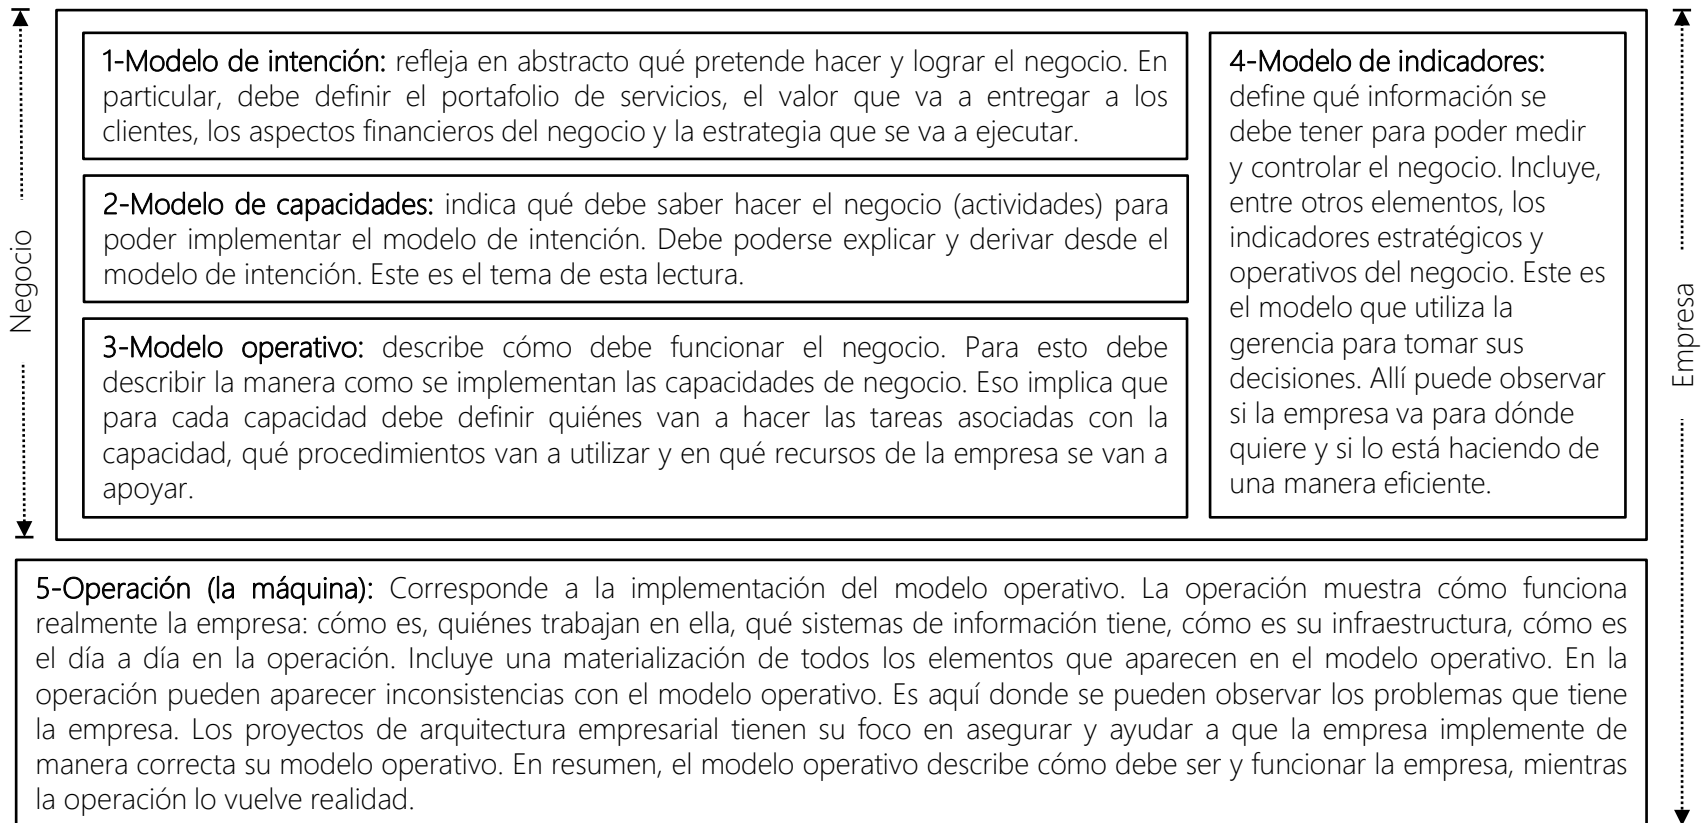 1-Modelo de intención: refleja en abstracto qué pretende hacer y lograr el negocio. En
particular, debe definir el portafolio de servicios, el valor que va a entregar a los
clientes, los aspectos financieros del negocio y la estrategia que se va a ejecutar.
2-Modelo de capacidades: indica qué debe saber hacer el negocio (actividades) para
poder implementar el modelo de intención. Debe poderse explicar y derivar desde el
modelo de intención. Este es el tema de esta lectura.
3-Modelo operativo: describe cómo debe funcionar el negocio. Para esto debe
describir la manera como se implementan las capacidades de negocio. Eso implica que
para cada capacidad debe definir quiénes van a hacer las tareas asociadas con la
capacidad, qué procedimientos van a utilizar y en qué recursos de la empresa se van a
apoyar.
4-Modelo de indicadores:
define qué información se
debe tener para poder medir
y controlar el negocio. Incluye,
entre otros elementos, los
indicadores estratégicos y
operativos del negocio. Este es
el modelo que utiliza la
gerencia para tomar sus
decisiones. Allí puede observar
si la empresa va para dónde
quiere y si lo está haciendo de
una manera eficiente.
Negocio
Empresa
5-Operación (la máquina): Corresponde a la implementación del modelo operativo. La operación muestra cómo funciona
realmente la empresa: cómo es, quiénes trabajan en ella, qué sistemas de información tiene, cómo es su infraestructura, cómo es
el día a día en la operación. Incluye una materialización de todos los elementos que aparecen en el modelo operativo. En la
operación pueden aparecer inconsistencias con el modelo operativo. Es aquí donde se pueden observar los problemas que tiene
la empresa. Los proyectos de arquitectura empresarial tienen su foco en asegurar y ayudar a que la empresa implemente de
manera correcta su modelo operativo. En resumen, el modelo operativo describe cómo debe ser y funcionar la empresa, mientras
la operación lo vuelve realidad.